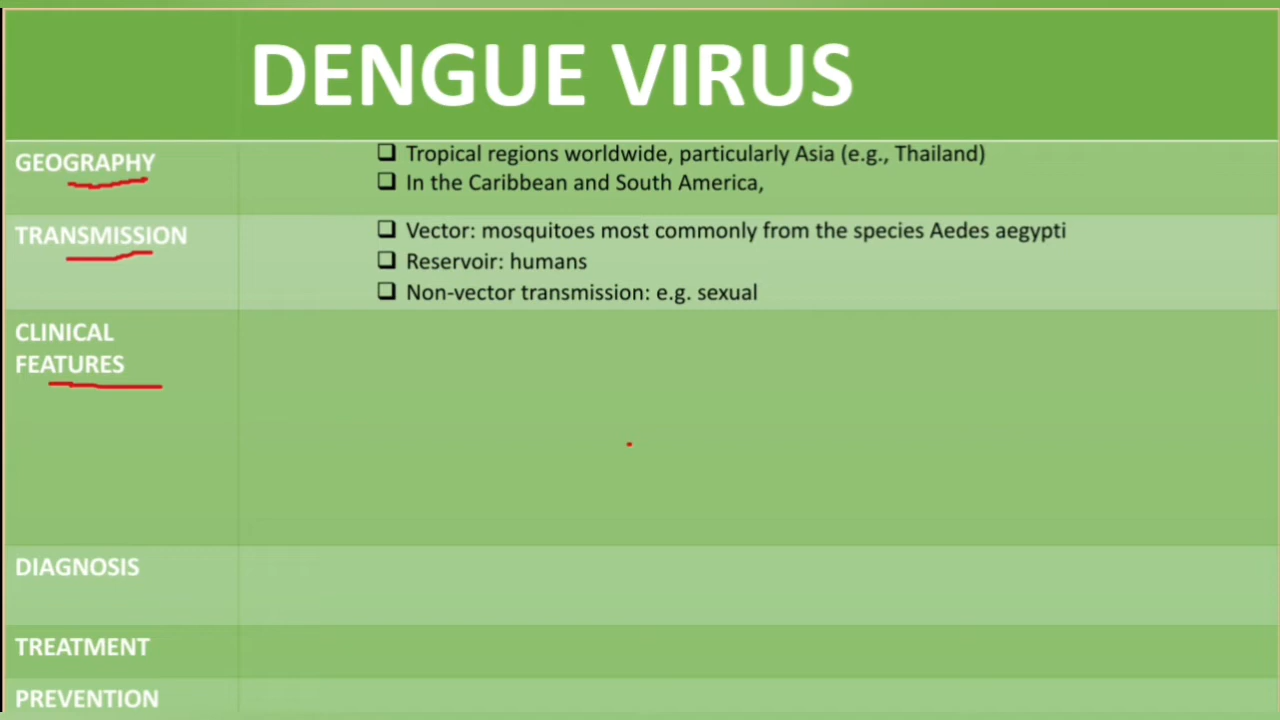 DENGUE VIRUS
GEOGRAPHY
❑ Tropical regions worldwide, particularly Asia (e.g., Thailand)
❑ In the Caribbean and South America,
TRANSMISSION
❑ Vector: mosquitoes most commonly from the species Aedes aegypti
❑ Reservoir: humans
❑ Non-vector transmission: e.g. sexual
CLINICAL
FEATURES
DIAGNOSIS
TREATMENT
PREVENTION